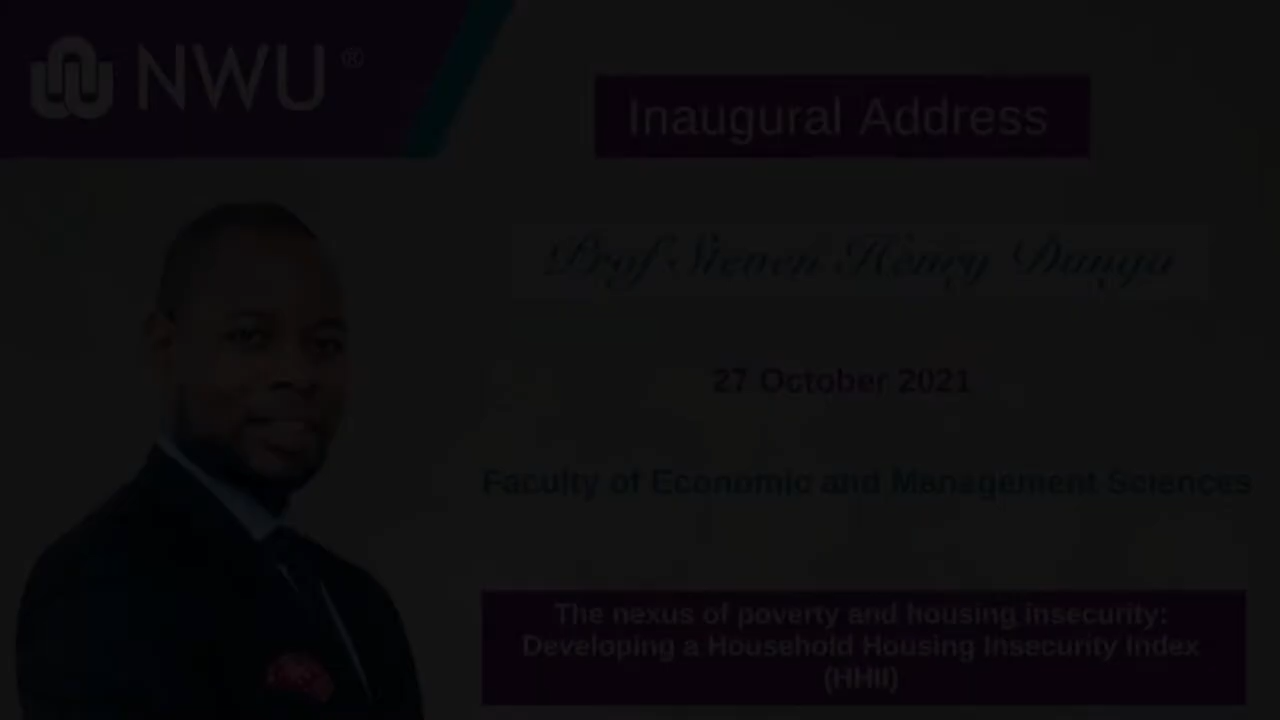 NWU®
Inaugural Address
Prof Steven Henry Dunga
27 October 2021
Faculty of Economic and Management Sciences
The nexus of poverty and housing insecurity:
Developing a Household Housing Insecurity Index
(HHII)